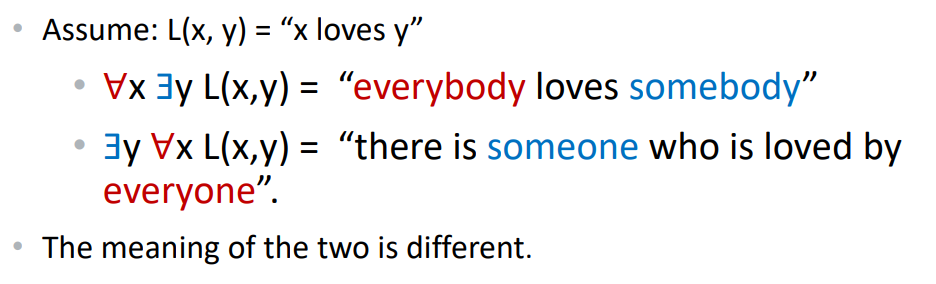 • Assume: L(x, y) = “x loves y”
• ∀x ∃y L(x,y) = “everybody loves somebody”
• ∃y ∀x L(x,y) = “there is someone who is loved by
everyone”.
• The meaning of the two is different.